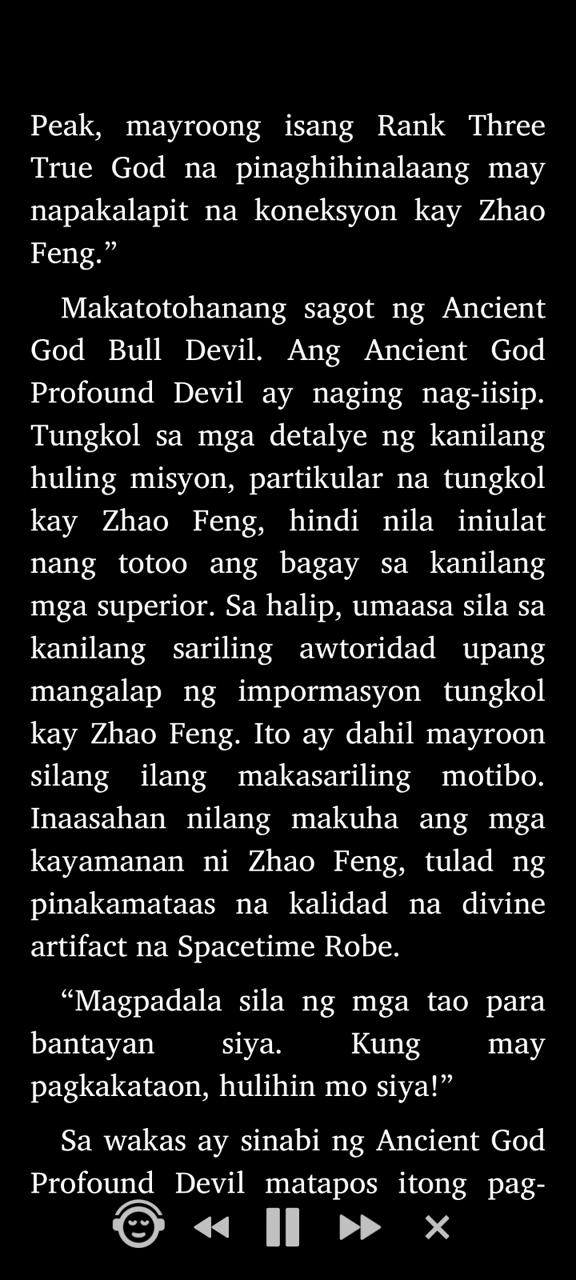 Peak, mayroong isang Rank Three
True God na pinaghihinalaang may
napakalapit na koneksyon kay Zhao
Feng.”
Makatotohanang sagot ng Ancient
God Bull Devil. Ang Ancient God
Profound Devil ay naging nag-iisip.
Tungkol sa mga detalye ng kanilang
huling misyon, partikular na tungkol
kay Zhao Feng, hindi nila iniulat
nang totoo ang bagay sa kanilang
mga superior. Sa halip, umaasa sila sa
kanilang sariling awtoridad upang
mangalap ng impormasyon tungkol
kay Zhao Feng. Ito ay dahil mayroon
silang ilang makasariling motibo.
Inaasahan nilang makuha ang mga
kayamanan ni Zhao Feng, tulad ng
pinakamataas na kalidad na divine
artifact na Spacetime Robe.
“Magpadala sila ng mga tao para
bantayan siya. Kung may
pagkakataon, hulihin mo siya!”
Sa wakas ay sinabi ng Ancient God
Profound Devil matapos itong pag-